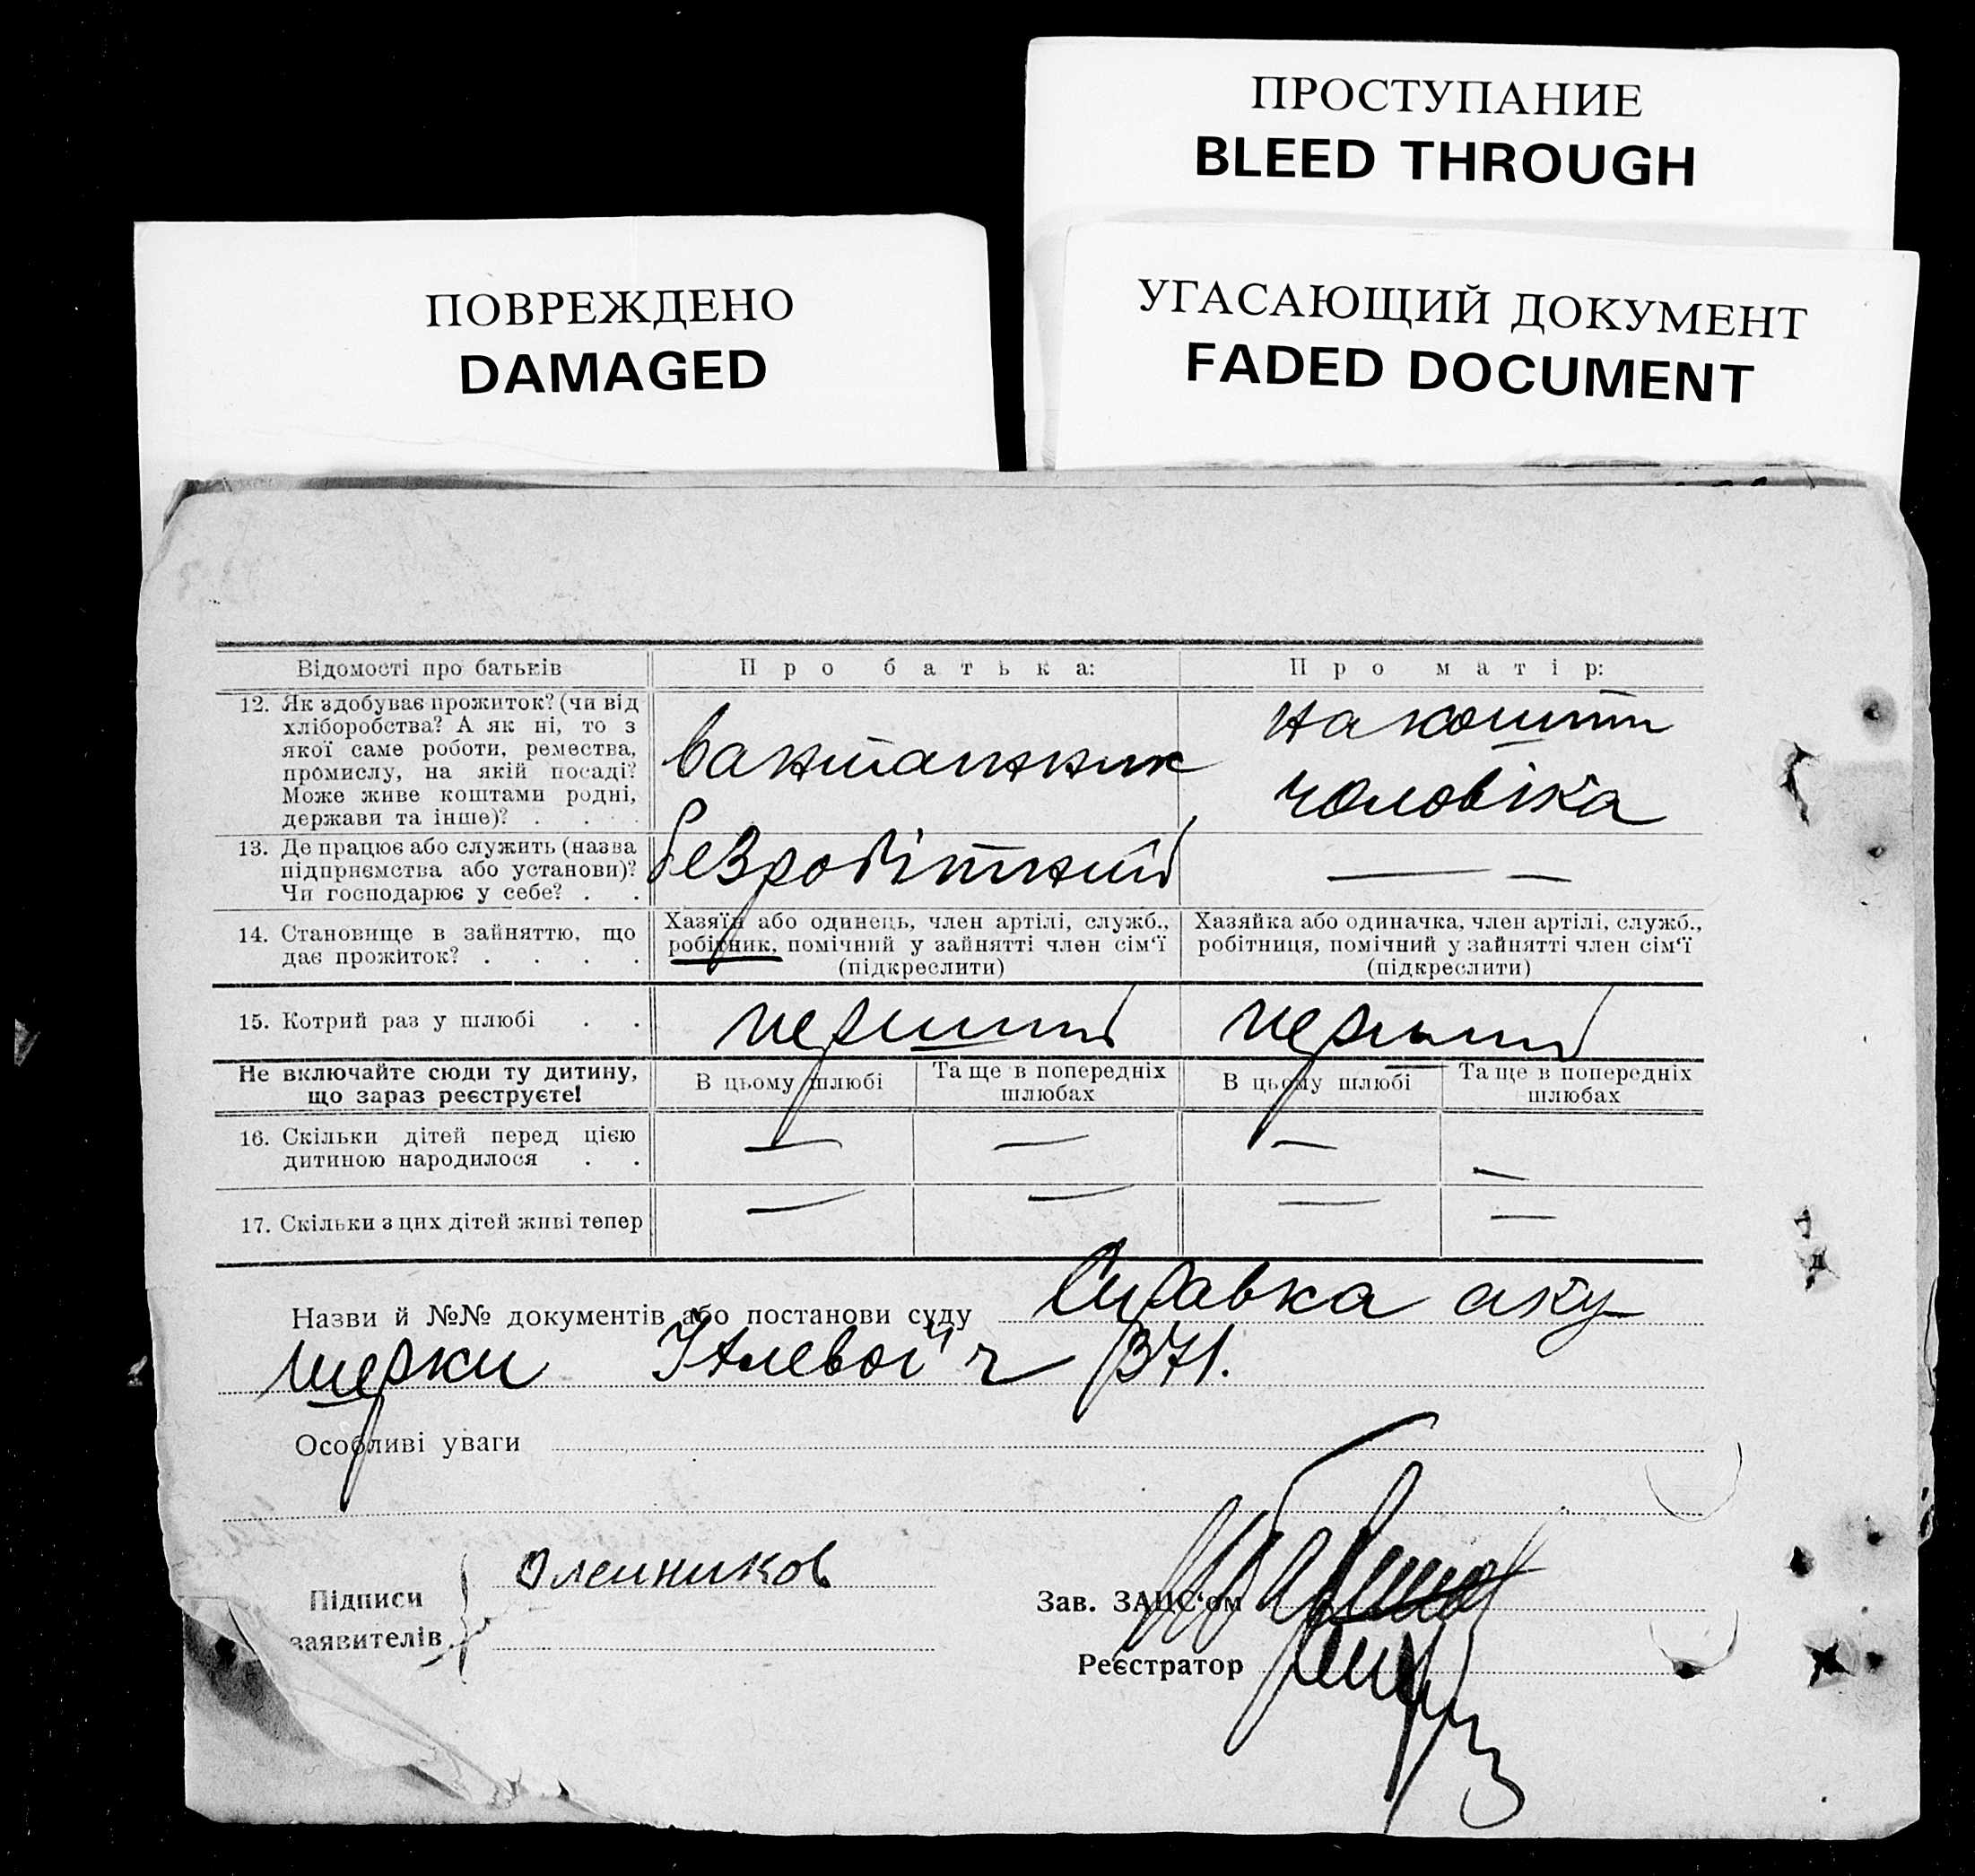 ПРОСТУПАНИЕ
BLEED THROUGH
ПОВРЕЖДЕНО
DAMAGED
УГАСАЮЩИЙ ДОКУМЕНТ
FADED DOCUMENT
Відомості про батьків
Про батька:
Про матір:
12. Як здобуває прожиток? (чи від
хліборобства? А як ні, то з
якої саме роботи, ремества,
промислу, на якій посаді?
Може живе коштами родні,
держави та інше)? . . .
вантажник
на кошти
чоловіка
13. Де працює або служить (назва
підприємства або установи)?
Чи господарює у себе? . .
безробітний
— —
14. Становище в зайняттю, що
дає прожиток? . . . .
Хазяїн або одинець, член артілі, служб.,
робітник, помічний у зайнятті член сім‘ї
(підкреслити)
Хазяйка або одиначка, член артілі, служб.,
робітниця, помічний у зайнятті член сім‘ї
(підкреслити)
15. Котрий раз у шлюбі . .
перший
перший
Не включайте сюди ту дитину,
що зараз реєструєте!
В цьому шлюбі
Та ще в попередніх
шлюбах
В цьому шлюбі
Та ще в попередніх
шлюбах
16. Скільки дітей перед цією
дитиною народилося . .
— — — —
17. Скільки з цих дітей живі тепер
— — — —
Назви й №№ документів або постанови суду Справка аку
шерки ч 1371.
Особливі уваги
Підписи
заявителів
Олейников
Зав. ЗАЦС‘ом
Реєстратор